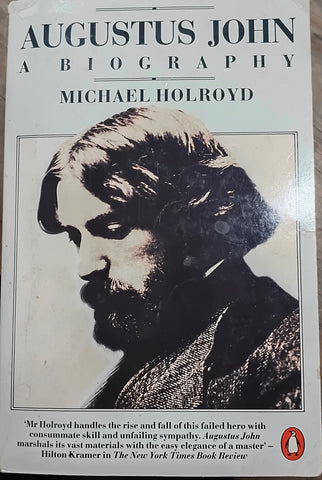 AUGUSTUS JOHN
A BIOGRAPHY
MICHAEL HOLROYD
'Mr Holroyd handles the rise and fall of this failed hero with
consummate skill and unfailing sympathy. Augustus John
marshals its vast materials with the easy elegance of a master' –
Hilton Kramer in The New York Times Book Review